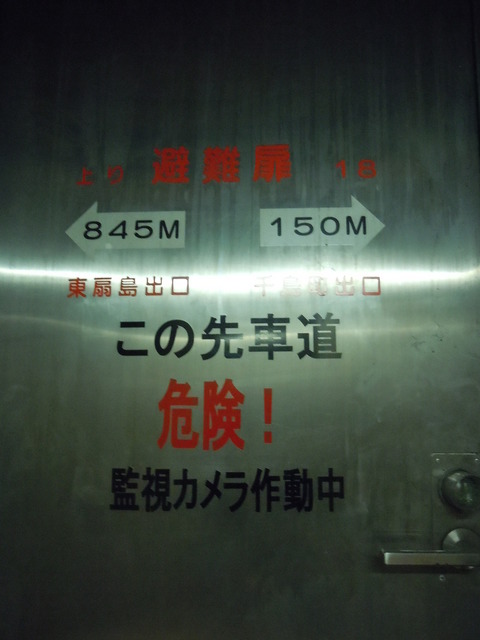 上り 避難扉 18
845M 150M
東扇島出口 千鳥町出口
この先車道
危険！
監視カメラ作動中